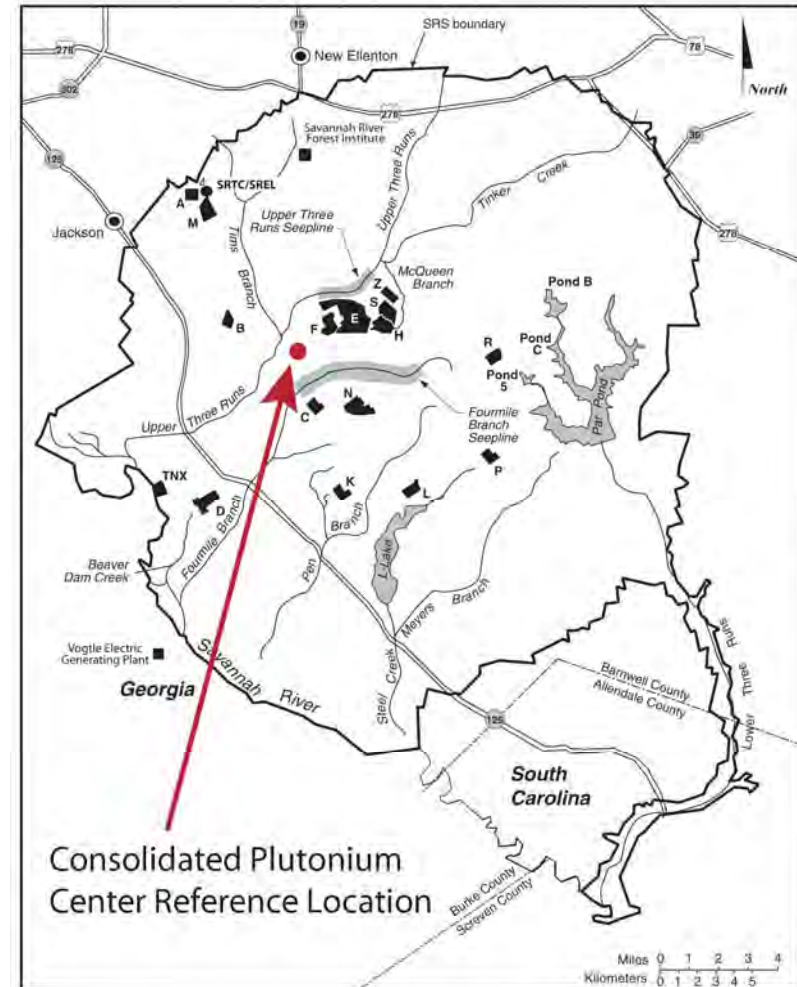 SRS boundary
19
278
New Ellenton
78
North
302
278
Savannah River
Forest Institute
39
125
A
SRTC/SREL
M
Upper Three Runs
Tinker Creek
278
Jackson
Tims
Branch
Upper Three
Runs Seepline
McQueen
Branch
Z
S
E
F
H
B
Pond B
Pond
C
R
Pond
5
Par Pond
Upper Three Runs
C
N
Fourmile
Branch
Seepline
P
TNX
D
K
L
Fourmile Branch
Pen Branch
L-Lake
Beaver
Dam Creek
Meyers Branch
Steel Creek
Vogtle Electric
Generating Plant
Georgia
Savannah River
Barnwell County
Allendale County
Lower Three Runs
125
South
Carolina
Consolidated Plutonium
Center Reference Location
Burke County
Screven County
Miles 0 1 2 3 4
Kilometers 0 1 2 3 4 5